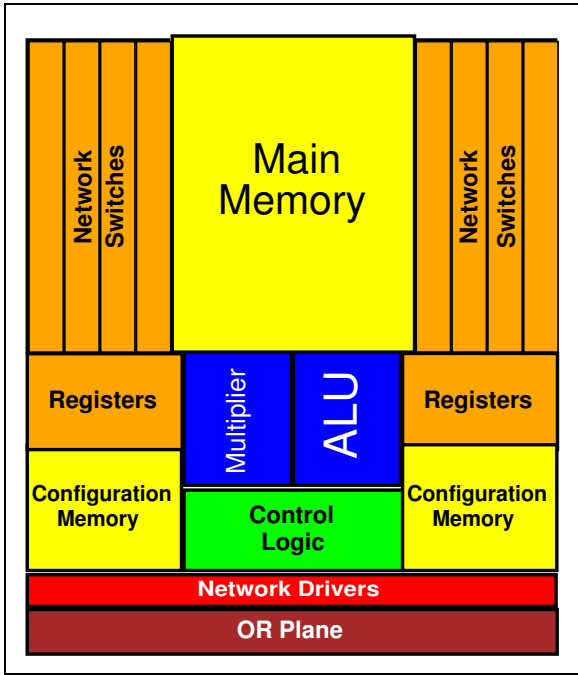 Network
Switches
Main
Memory
Network
Switches
Registers
Multiplier
ALU
Registers
Configuration
Memory
Control
Logic
Configuration
Memory
Network Drivers
OR Plane